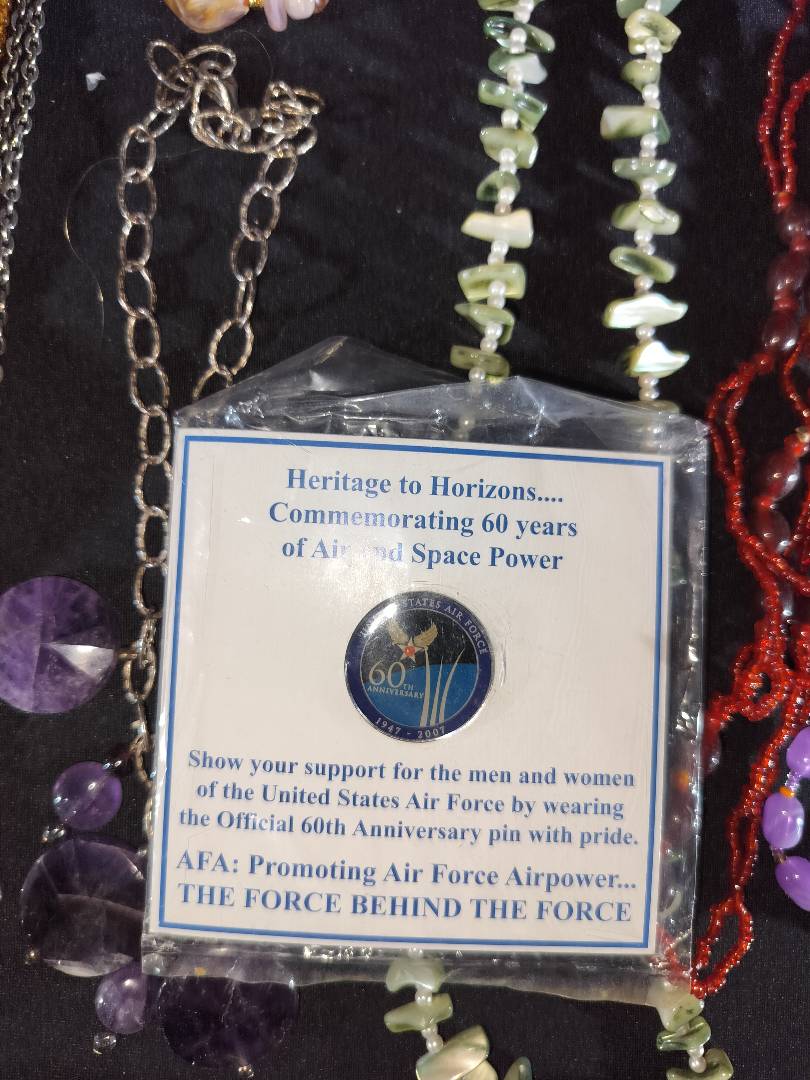 Heritage to Horizons....
Commemorating 60 years
of Air and Space Power
STATES AIR FORCE
60TH
ANNIVERSARY
1947 - 2007
Show your support for the men and women
of the United States Air Force by wearing
the Official 60th Anniversary pin with pride.
AFA: Promoting Air Force Airpower...
THE FORCE BEHIND THE FORCE